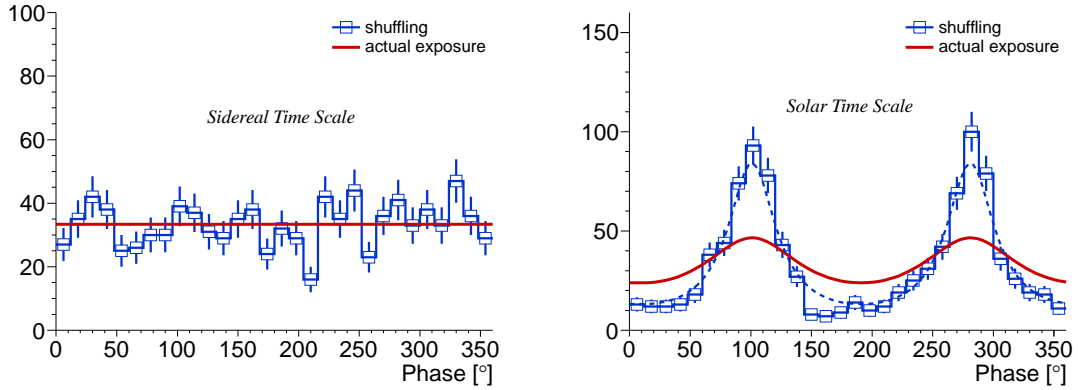 100
80
60
40
20
0
shuffling
actual exposure
Sidereal Time Scale
0 50 100 150 200 250 300 350
Phase [°]
150
100
50
0
shuffling
actual exposure
Solar Time Scale
0 50 100 150 200 250 300 350
Phase [°]